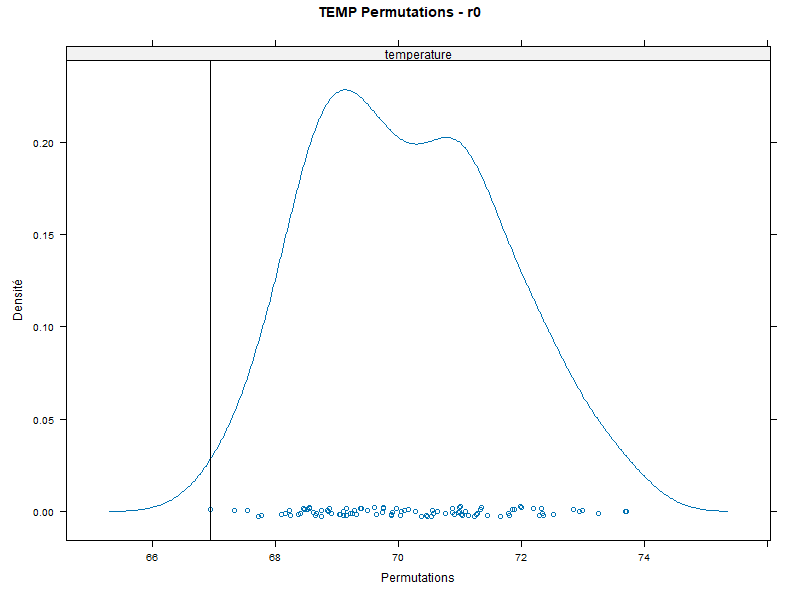 TEMP Permutations - r0
temperature
0.20
0.15
0.10
0.05
0.00
Densité
66 68 70 72 74
Permutations